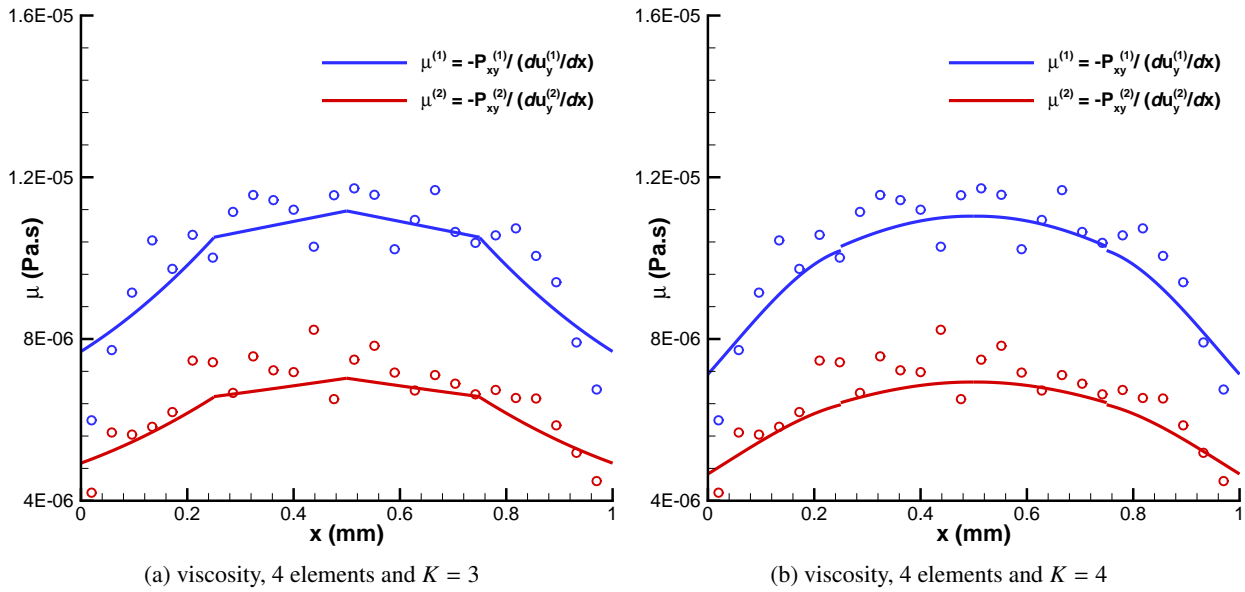 1.6E-05
1.2E-05
8E-06
4E-06
μ (Pa.s)
μ^(1) = -P_xy^(1) / (du_y^(1)/dx)
μ^(2) = -P_xy^(2) / (du_y^(2)/dx)
0 0.2 0.4 0.6 0.8 1
x (mm)
(a) viscosity, 4 elements and K = 3
1.6E-05
1.2E-05
8E-06
4E-06
μ (Pa.s)
μ^(1) = -P_xy^(1) / (du_y^(1)/dx)
μ^(2) = -P_xy^(2) / (du_y^(2)/dx)
0 0.2 0.4 0.6 0.8 1
x (mm)
(b) viscosity, 4 elements and K = 4